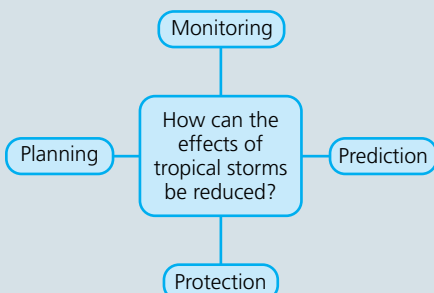 Monitoring
How can the
effects of
tropical storms
be reduced?
Planning
Prediction
Protection